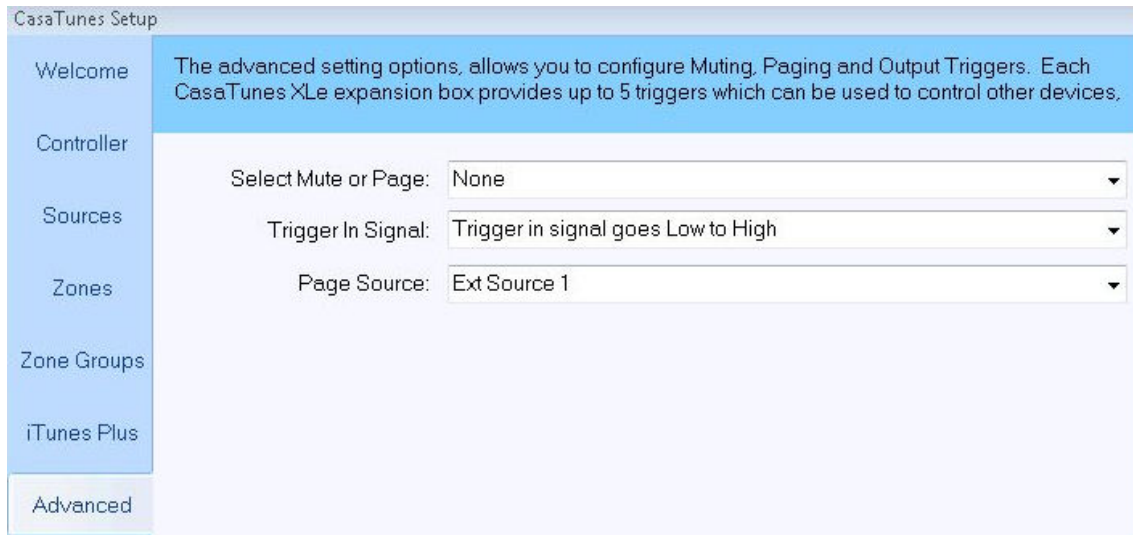 CasaTunes Setup
Welcome
Controller
Sources
Zones
Zone Groups
iTunes Plus
Advanced
The advanced setting options, allows you to configure Muting, Paging and Output Triggers. Each
CasaTunes XLe expansion box provides up to 5 triggers which can be used to control other devices,
Select Mute or Page: None
Trigger In Signal: Trigger in signal goes Low to High
Page Source: Ext Source 1